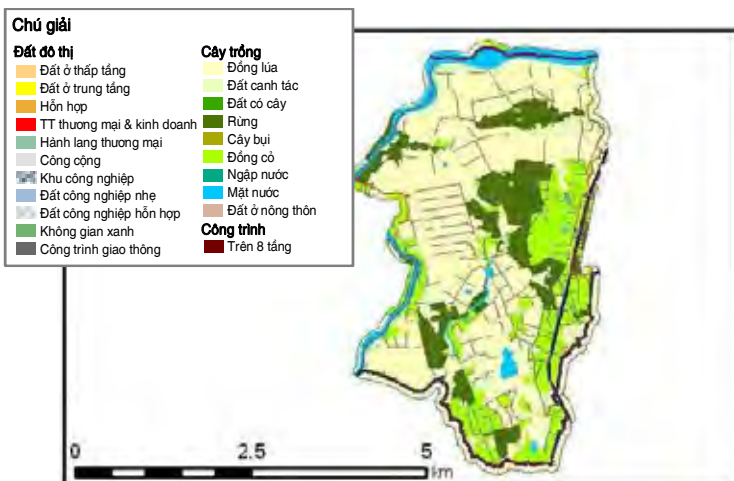 Chú giải
Đất đô thị
Đất ở thấp tầng
Đất ở trung tầng
Hỗn hợp
TT thương mại & kinh doanh
Hành lang thương mại
Công cộng
Khu công nghiệp
Đất công nghiệp nhẹ
Đất công nghiệp hỗn hợp
Không gian xanh
Công trình giao thông
Cây trồng
Đồng lúa
Đất canh tác
Đất có cây
Rừng
Cây bụi
Đồng cỏ
Ngập nước
Mặt nước
Đất ở nông thôn
Công trình
Trên 8 tầng
0 2.5 5
km